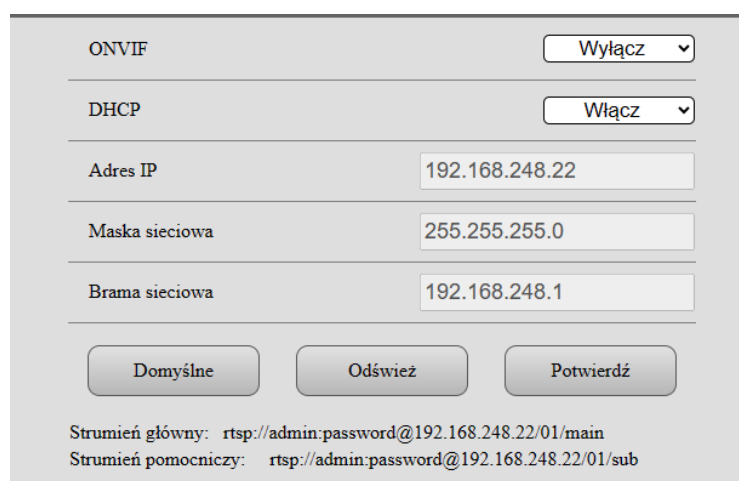 ONVIF Wyłącz
DHCP Włącz
Adres IP 192.168.248.22
Maska sieciowa 255.255.255.0
Brama sieciowa 192.168.248.1
Domyślne Odśwież Potwierdź
Strumień główny: rtsp://admin:password@192.168.248.22/01/main
Strumień pomocniczy: rtsp://admin:password@192.168.248.22/01/sub